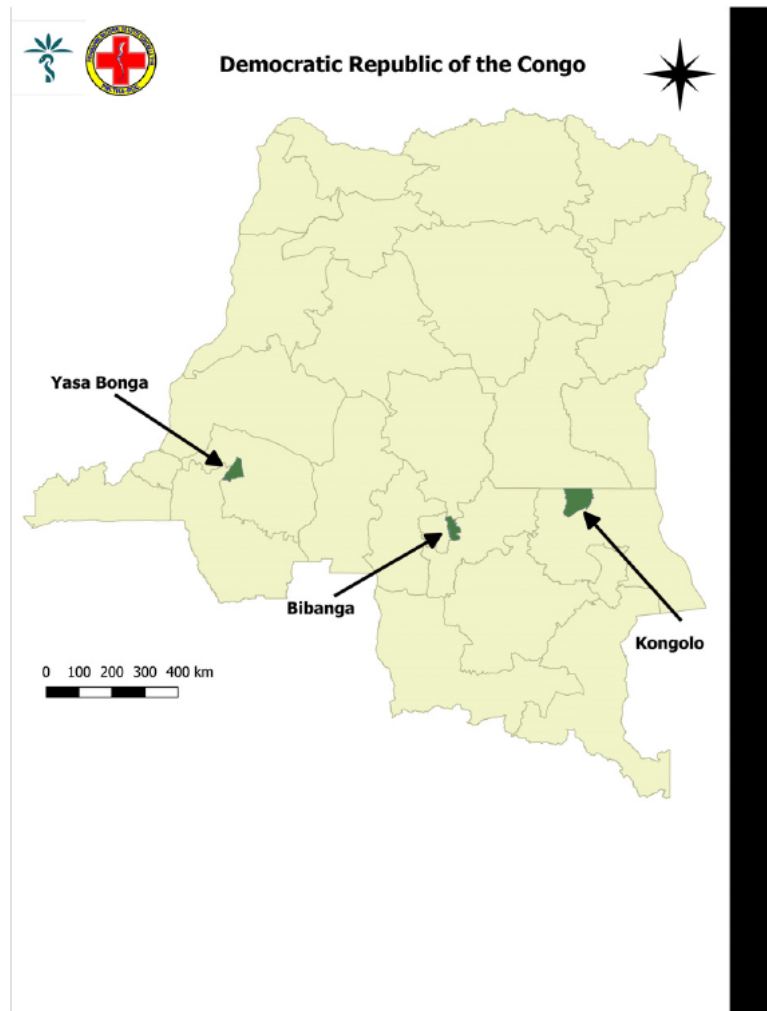 Democratic Republic of the Congo
Yasa Bonga
Bibanga
Kongolo
0 100 200 300 400 km